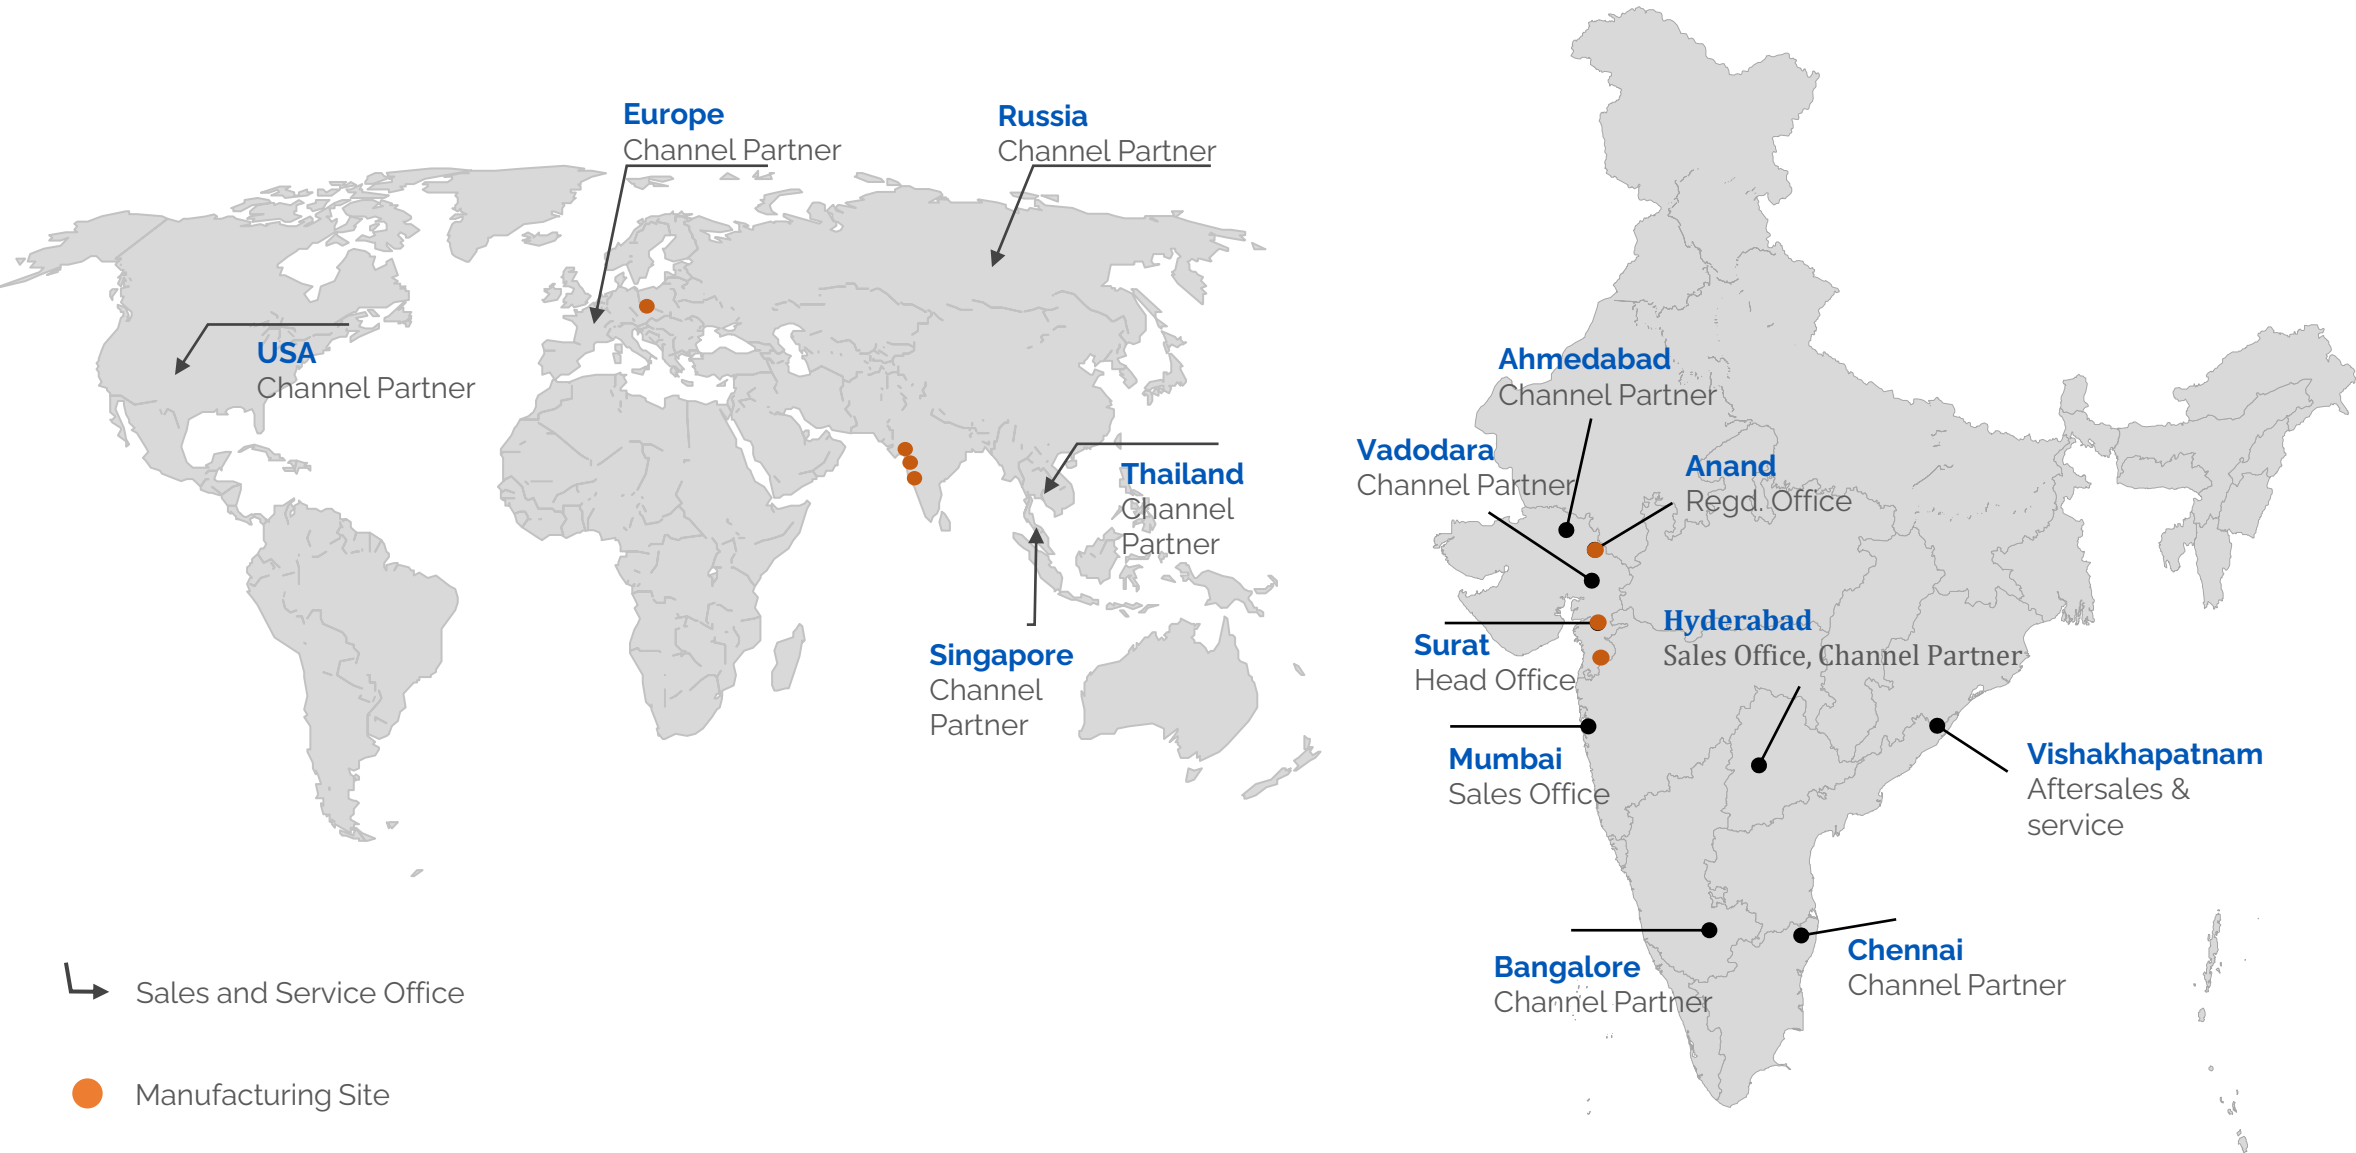 Europe
Channel Partner
Russia
Channel Partner
USA
Channel Partner
Thailand
Channel
Partner
Singapore
Channel
Partner
Sales and Service Office
Manufacturing Site
Ahmedabad
Channel Partner
Vadodara
Channel Partner
Anand
Regd. Office
Hyderabad
Sales Office, Channel Partner
Surat
Head Office
Mumbai
Sales Office
Vishakhapatnam
Aftersales &
service
Bangalore
Channel Partner
Chennai
Channel Partner